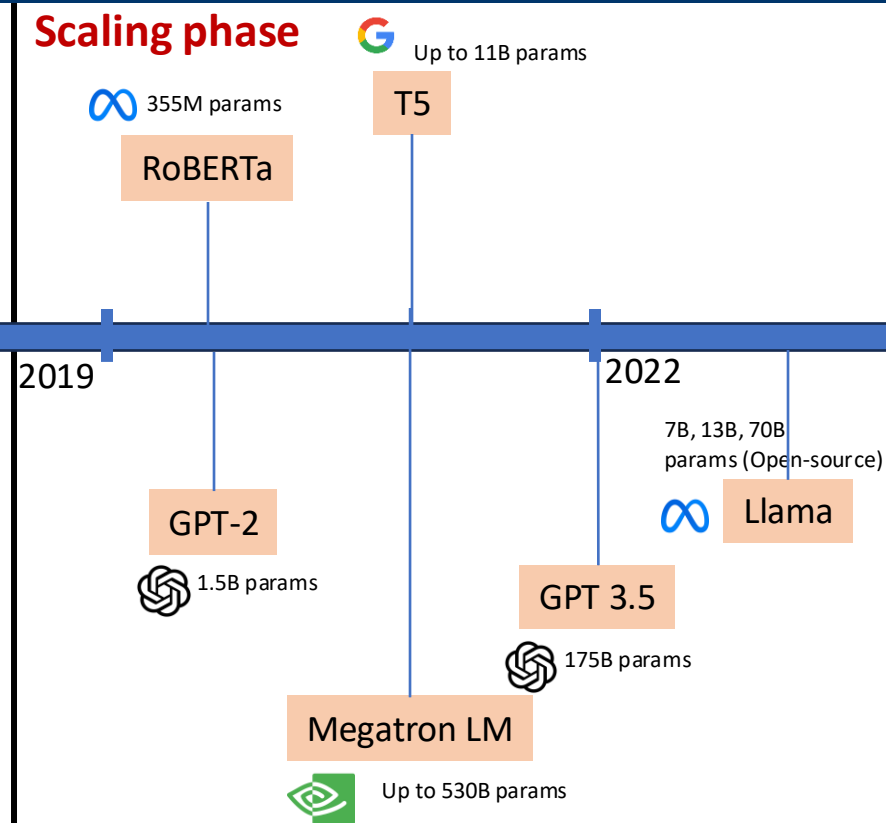 Scaling phase
Up to 11B params
355M params
T5
RoBERTa
2019
2022
7B, 13B, 70B
params (Open-source)
Llama
GPT-2
1.5B params
GPT 3.5
175B params
Megatron LM
Up to 530B params